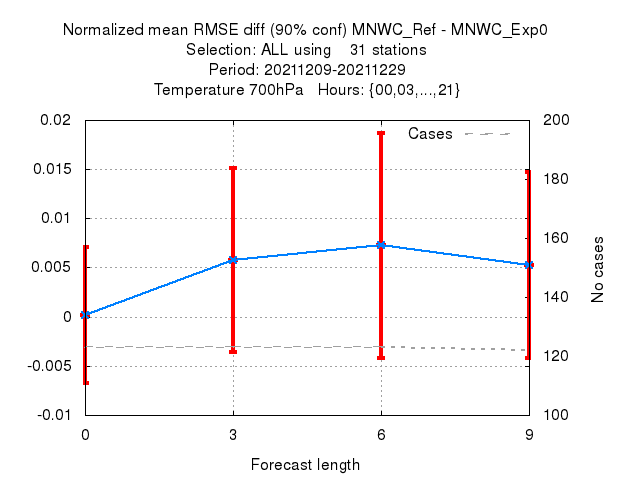 Normalized mean RMSE diff (90% conf) MNWC_Ref - MNWC_Exp0
Selection: ALL using    31 stations
Period: 20211209-20211229
Temperature 700hPa   Hours: {00,03,...,21}
Cases
0.02
0.015
0.01
0.005
0
-0.005
-0.01
200
180
160
140
120
100
No cases
0 3 6 9
Forecast length